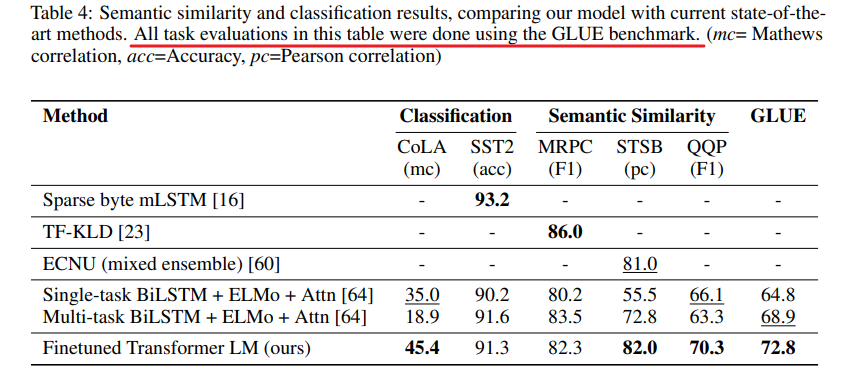 Table 4: Semantic similarity and classification results, comparing our model with current state-of-the-
art methods. All task evaluations in this table were done using the GLUE benchmark. (mc= Mathews
correlation, acc=Accuracy, pc=Pearson correlation)
Method Classification Semantic Similarity GLUE
CoLA SST2 MRPC STSB QQP
(mc) (acc) (F1) (pc) (F1)
Sparse byte mLSTM [16] - 93.2 - - - -
TF-KLD [23] - - 86.0 - - -
ECNU (mixed ensemble) [60] - - - 81.0 - -
Single-task BiLSTM + ELMo + Attn [64] 35.0 90.2 80.2 55.5 66.1 64.8
Multi-task BiLSTM + ELMo + Attn [64] 18.9 91.6 83.5 72.8 63.3 68.9
Finetuned Transformer LM (ours) 45.4 91.3 82.3 82.0 70.3 72.8